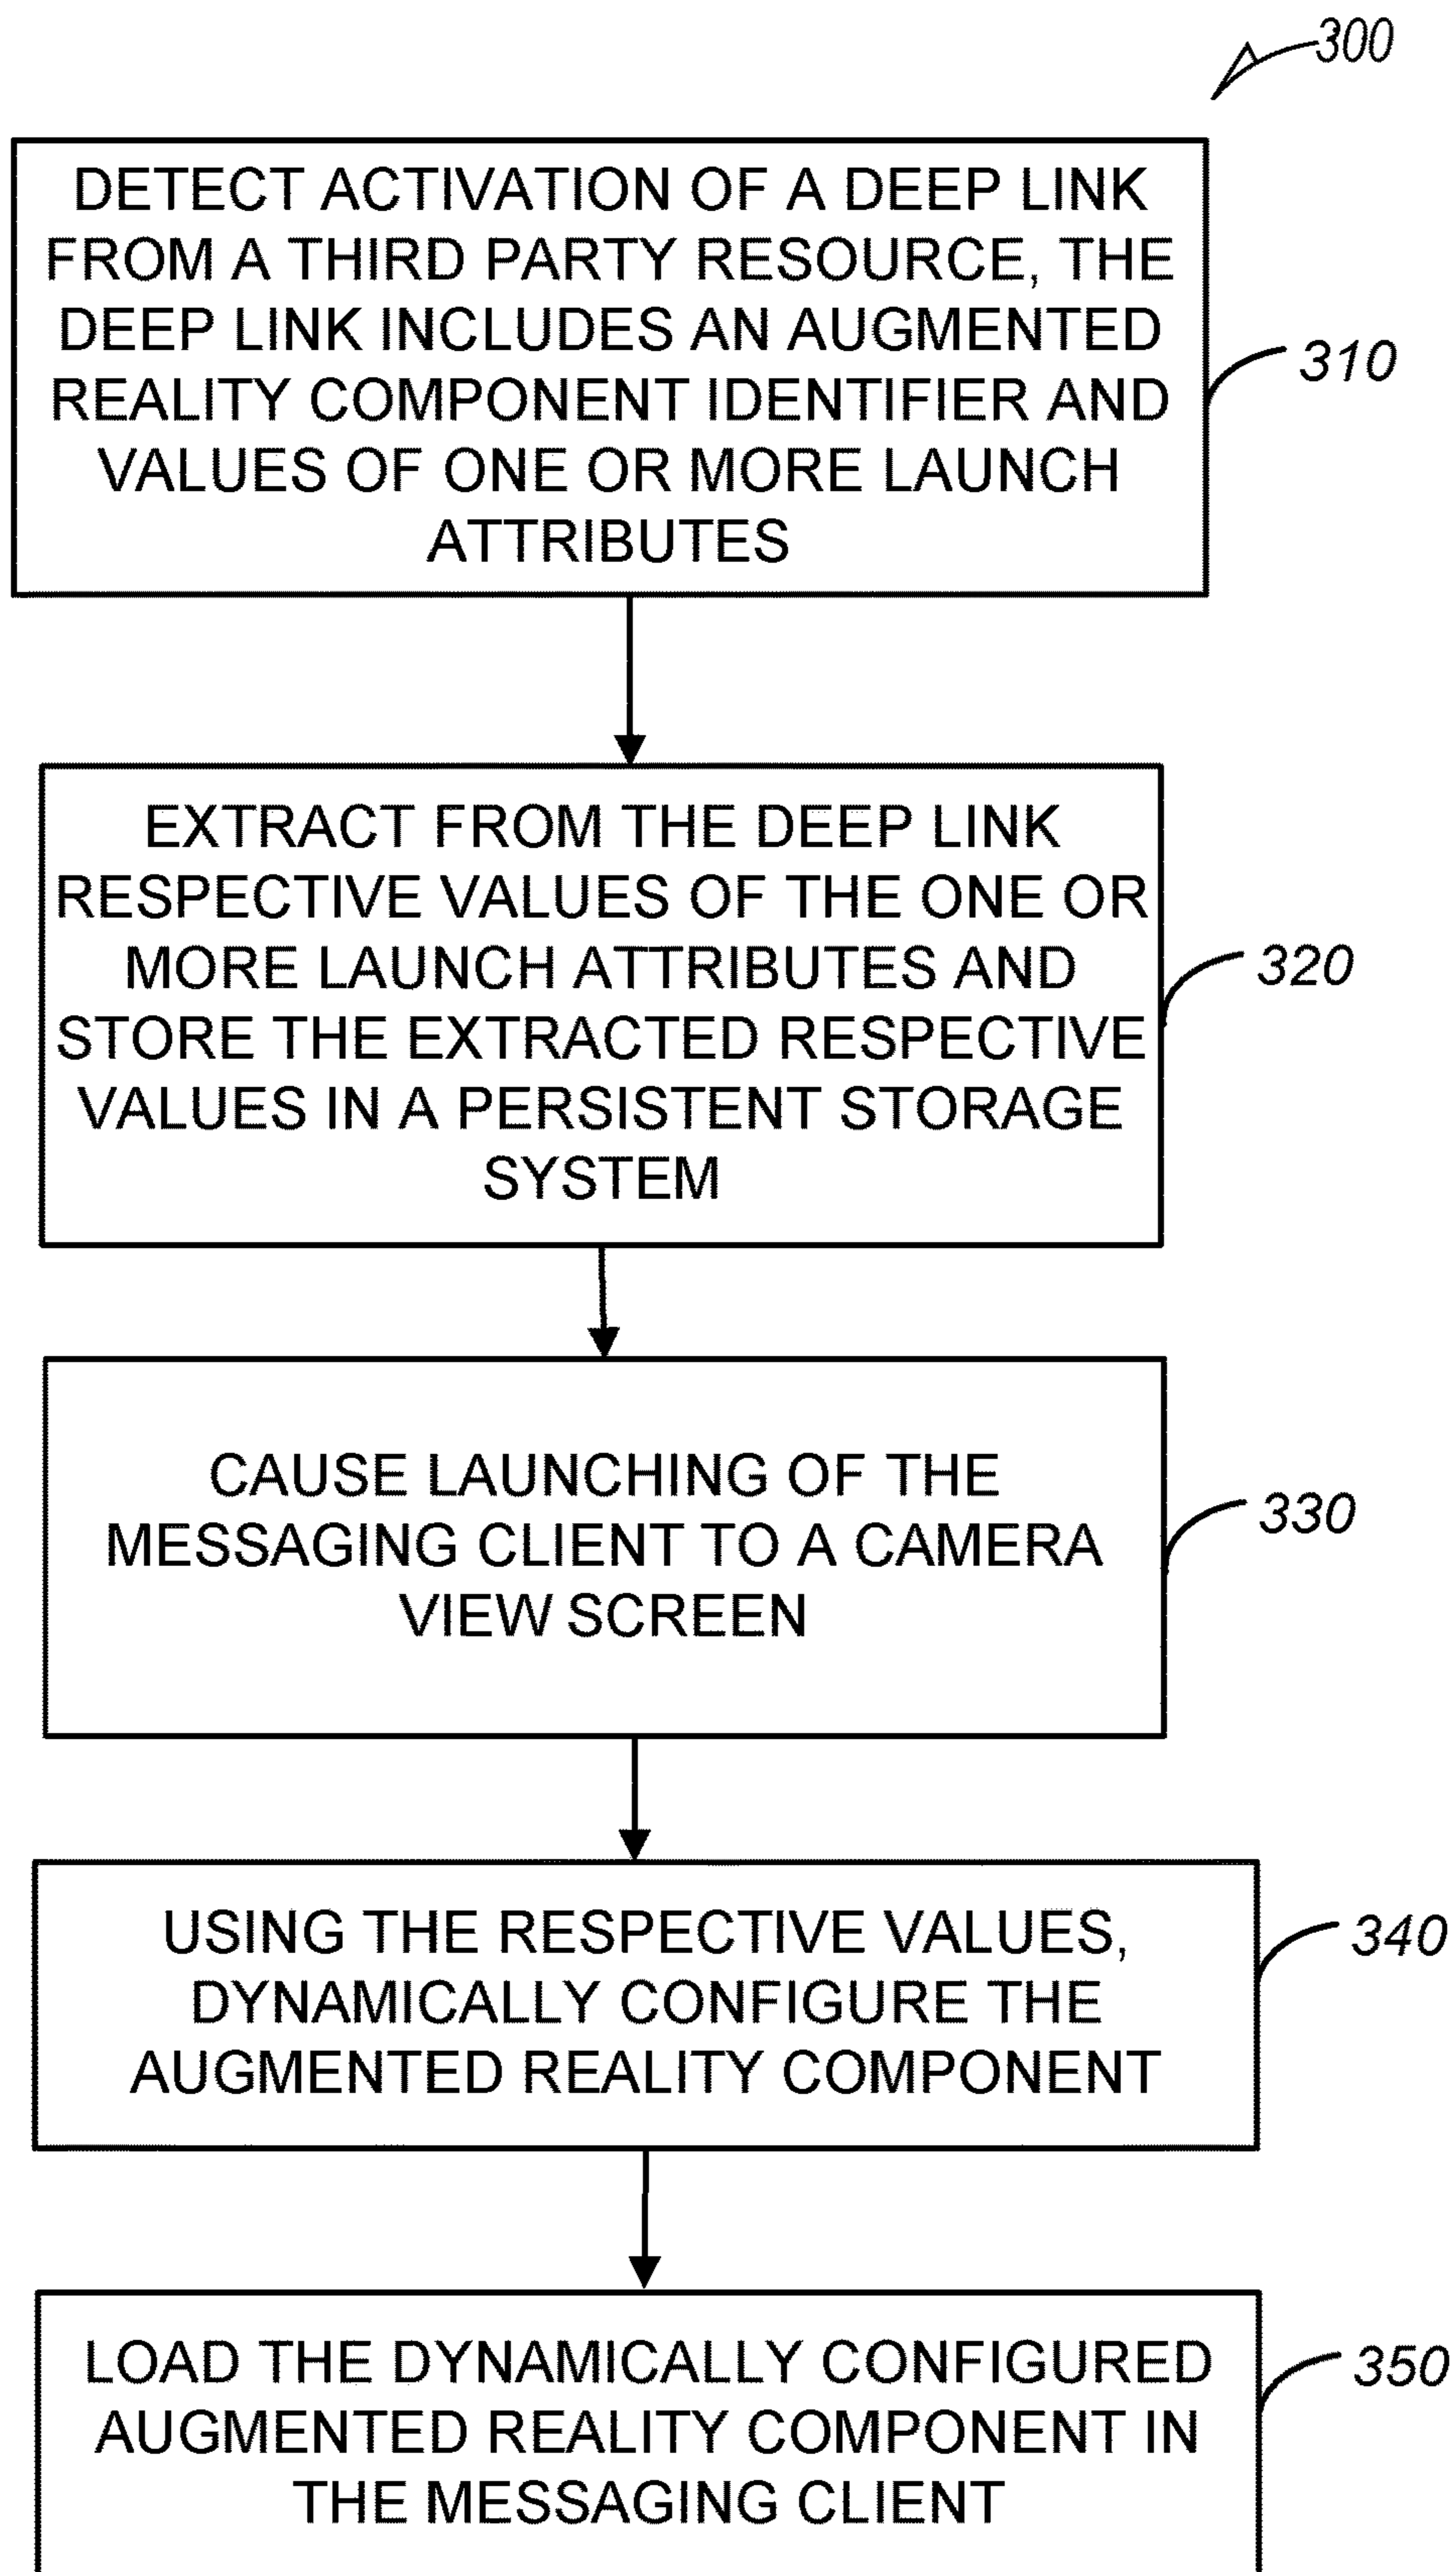 300
DETECT ACTIVATION OF A DEEP LINK
FROM A THIRD PARTY RESOURCE, THE
DEEP LINK INCLUDES AN AUGMENTED
REALITY COMPONENT IDENTIFIER AND
VALUES OF ONE OR MORE LAUNCH
ATTRIBUTES
310
EXTRACT FROM THE DEEP LINK
RESPECTIVE VALUES OF THE ONE OR
MORE LAUNCH ATTRIBUTES AND
STORE THE EXTRACTED RESPECTIVE
VALUES IN A PERSISTENT STORAGE
SYSTEM
320
CAUSE LAUNCHING OF THE
MESSAGING CLIENT TO A CAMERA
VIEW SCREEN
330
USING THE RESPECTIVE VALUES,
DYNAMICALLY CONFIGURE THE
AUGMENTED REALITY COMPONENT
340
LOAD THE DYNAMICALLY CONFIGURED
AUGMENTED REALITY COMPONENT IN
THE MESSAGING CLIENT
350